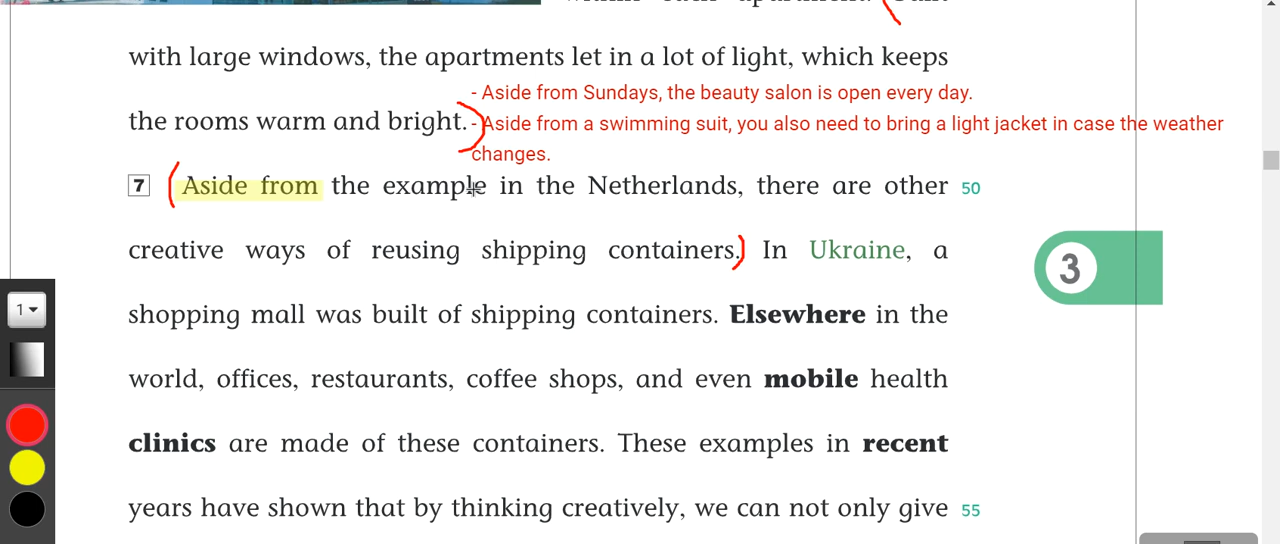 with large windows, the apartments let in a lot of light, which keeps
- Aside from Sundays, the beauty salon is open every day.
the rooms warm and bright.
- Aside from a swimming suit, you also need to bring a light jacket in case the weather
changes.
7 Aside from the example in the Netherlands, there are other 50
creative ways of reusing shipping containers. In Ukraine, a
3
shopping mall was built of shipping containers. Elsewhere in the
1
world, offices, restaurants, coffee shops, and even mobile health
clinics are made of these containers. These examples in recent
years have shown that by thinking creatively, we can not only give 55